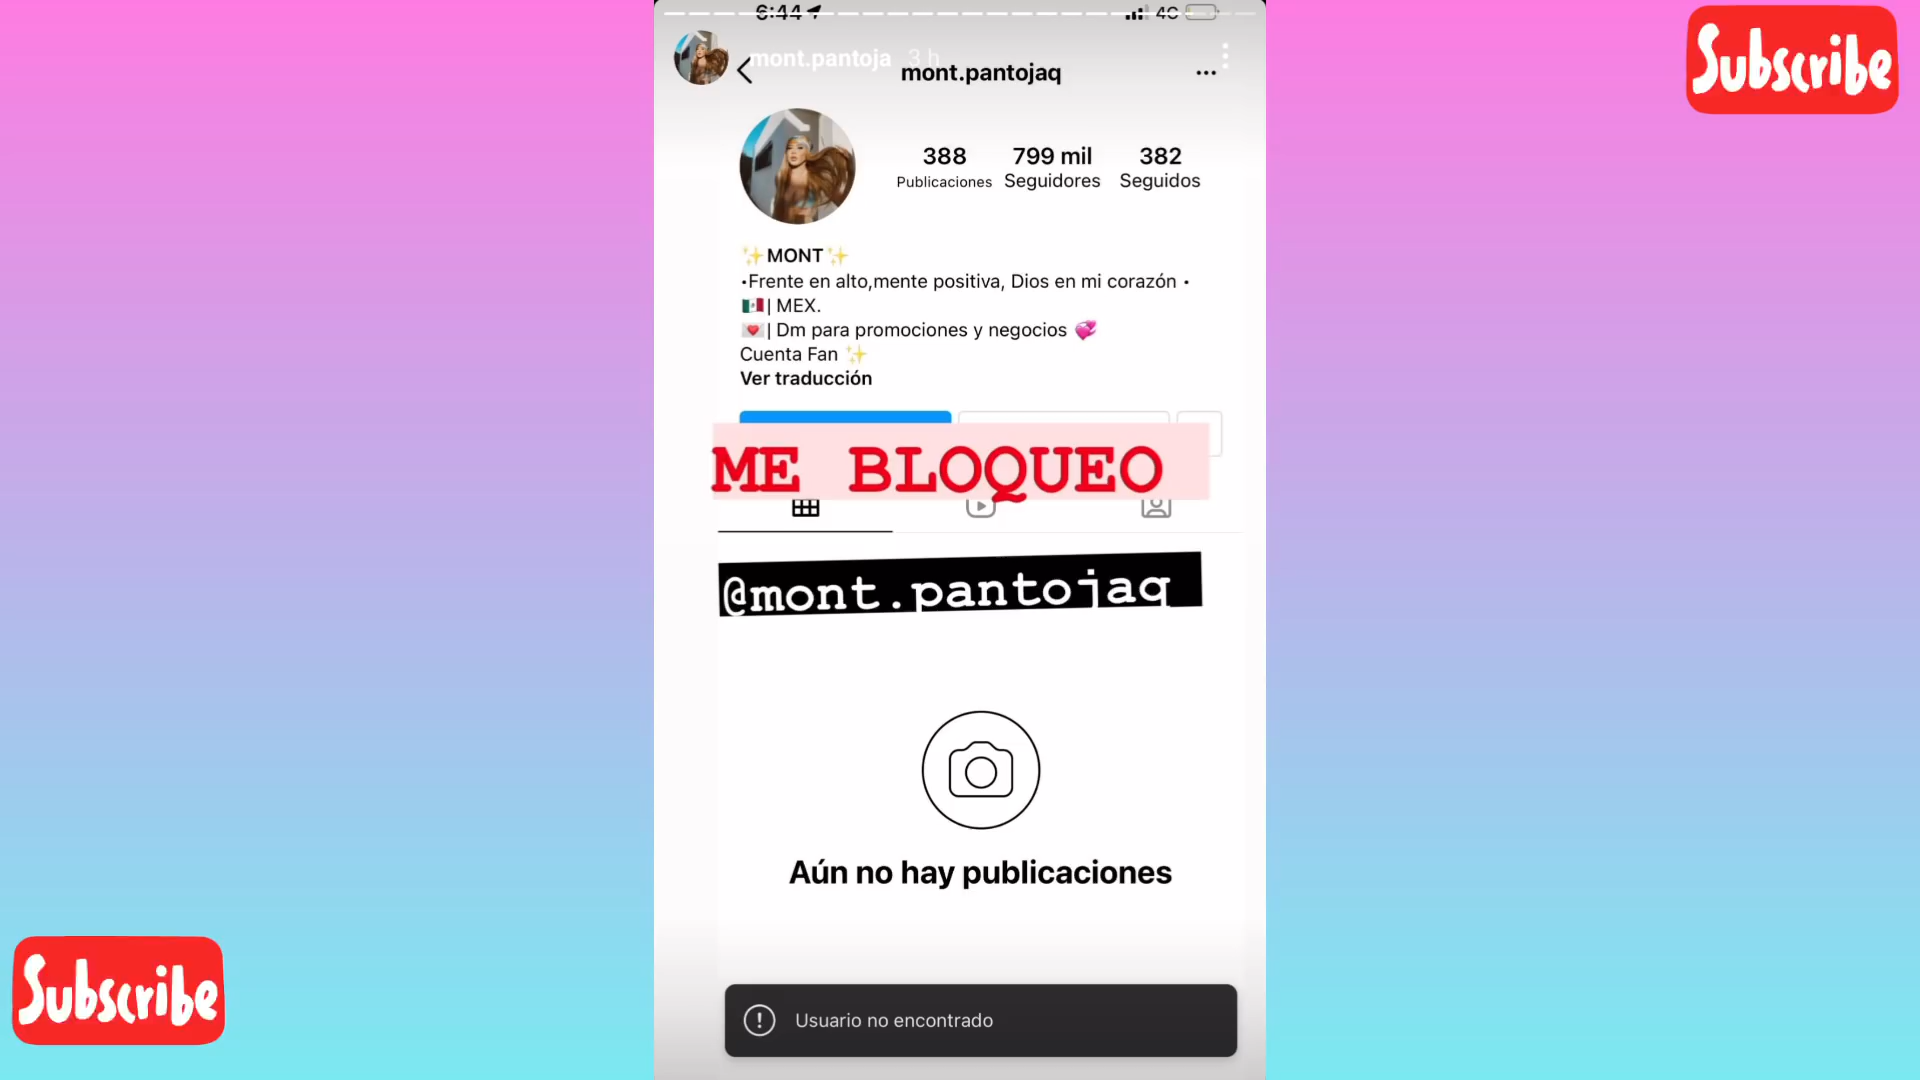 6:44
4G
Subscribe
mont.pantoja 3 h
mont.pantojaq
388
799 mil
382
Publicaciones
Seguidores
Seguidos
✨MONT✨
•Frente en alto,mente positiva, Dios en mi corazón •
🇲🇽| MEX.
💌| Dm para promociones y negocios 💞
Cuenta Fan ✨
Ver traducción
ME BLOQUEO
@mont.pantojaq
Aún no hay publicaciones
Subscribe
Usuario no encontrado